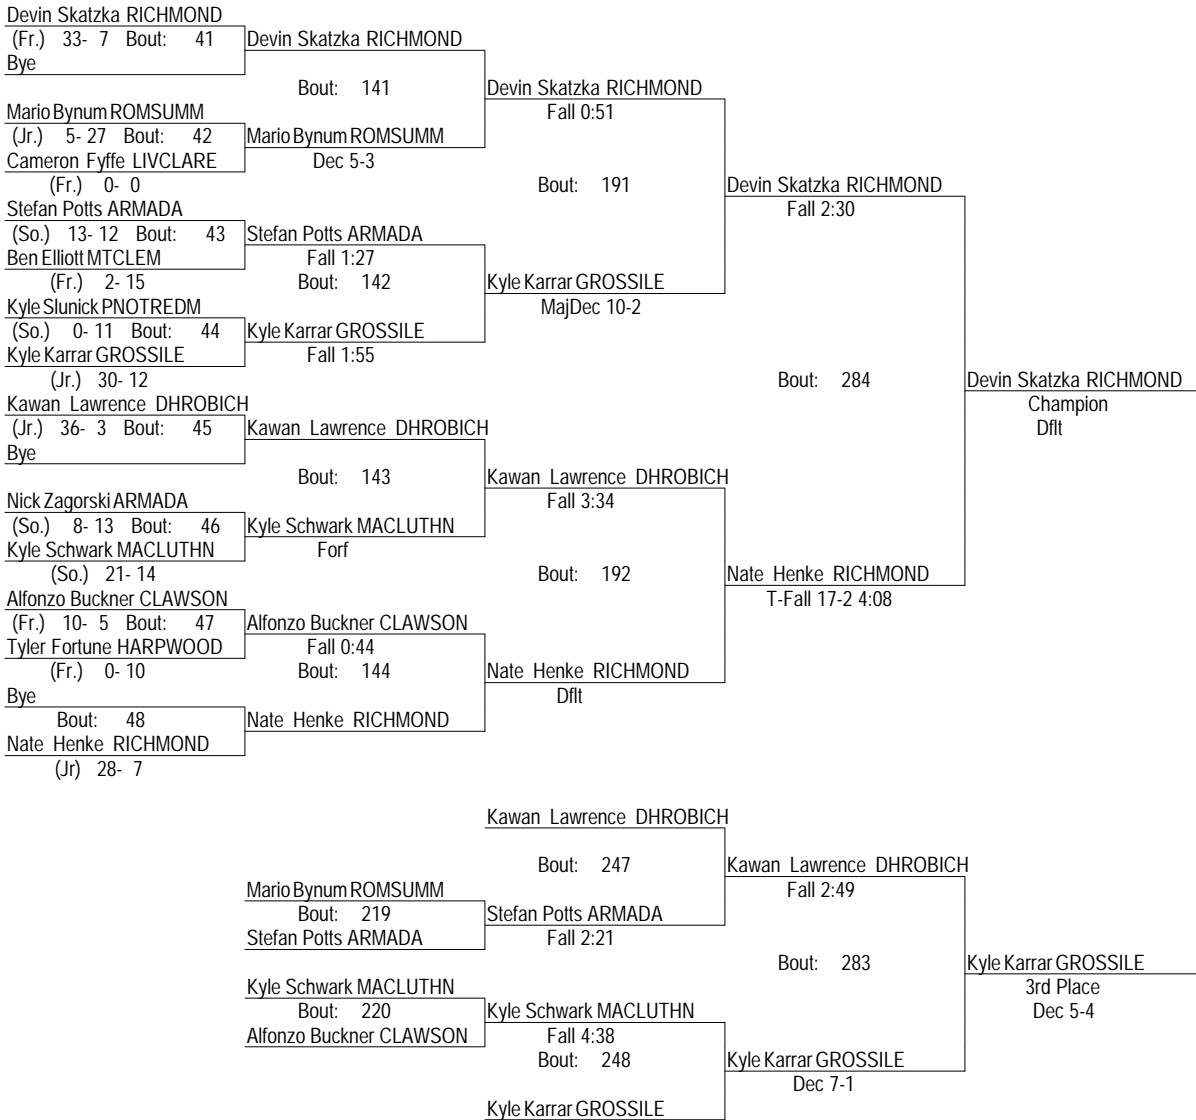 Devin Skatzka RICHMOND
(Fr.) 33- 7 Bout: 41
Devin Skatzka RICHMOND
Bye
Bout: 141
Devin Skatzka RICHMOND
Mario Bynum ROMSUMM
Fall 0:51
(Jr.) 5- 27 Bout: 42
Mario Bynum ROMSUMM
Cameron Fyffe LIVCLARE
Dec 5-3
(Fr.) 0- 0
Bout: 191
Devin Skatzka RICHMOND
Stefan Potts ARMADA
Fall 2:30
(So.) 13- 12 Bout: 43
Stefan Potts ARMADA
Ben Elliott MTCLEM
Fall 1:27
(Fr.) 2- 15
Bout: 142
Kyle Karrar GROSSILE
Kyle Slunick PNOTREDM
MajDec 10-2
(So.) 0- 11 Bout: 44
Kyle Karrar GROSSILE
Kyle Karrar GROSSILE
Fall 1:55
(Jr.) 30- 12
Bout: 284
Devin Skatzka RICHMOND
Kawan Lawrence DHROBICH
Champion
(Jr.) 36- 3 Bout: 45
Kawan Lawrence DHROBICH
Dflt
Bye
Bout: 143
Kawan Lawrence DHROBICH
Nick Zagorski ARMADA
Fall 3:34
(So.) 8- 13 Bout: 46
Kyle Schwark MACLUTHN
Kyle Schwark MACLUTHN
Forf
(So.) 21- 14
Bout: 192
Nate Henke RICHMOND
Alfonzo Buckner CLAWSON
T-Fall 17-2 4:08
(Fr.) 10- 5 Bout: 47
Alfonzo Buckner CLAWSON
Tyler Fortune HARPWOOD
Fall 0:44
(Fr.) 0- 10
Bout: 144
Nate Henke RICHMOND
Bye
Dflt
Bout: 48
Nate Henke RICHMOND
Nate Henke RICHMOND
(Jr) 28- 7
Kawan Lawrence DHROBICH
Bout: 247
Kawan Lawrence DHROBICH
Mario Bynum ROMSUMM
Fall 2:49
Bout: 219
Stefan Potts ARMADA
Stefan Potts ARMADA
Fall 2:21
Bout: 283
Kyle Karrar GROSSILE
Kyle Schwark MACLUTHN
3rd Place
Bout: 220
Kyle Schwark MACLUTHN
Dec 5-4
Alfonzo Buckner CLAWSON
Fall 4:38
Bout: 248
Kyle Karrar GROSSILE
Dec 7-1
Kyle Karrar GROSSILE